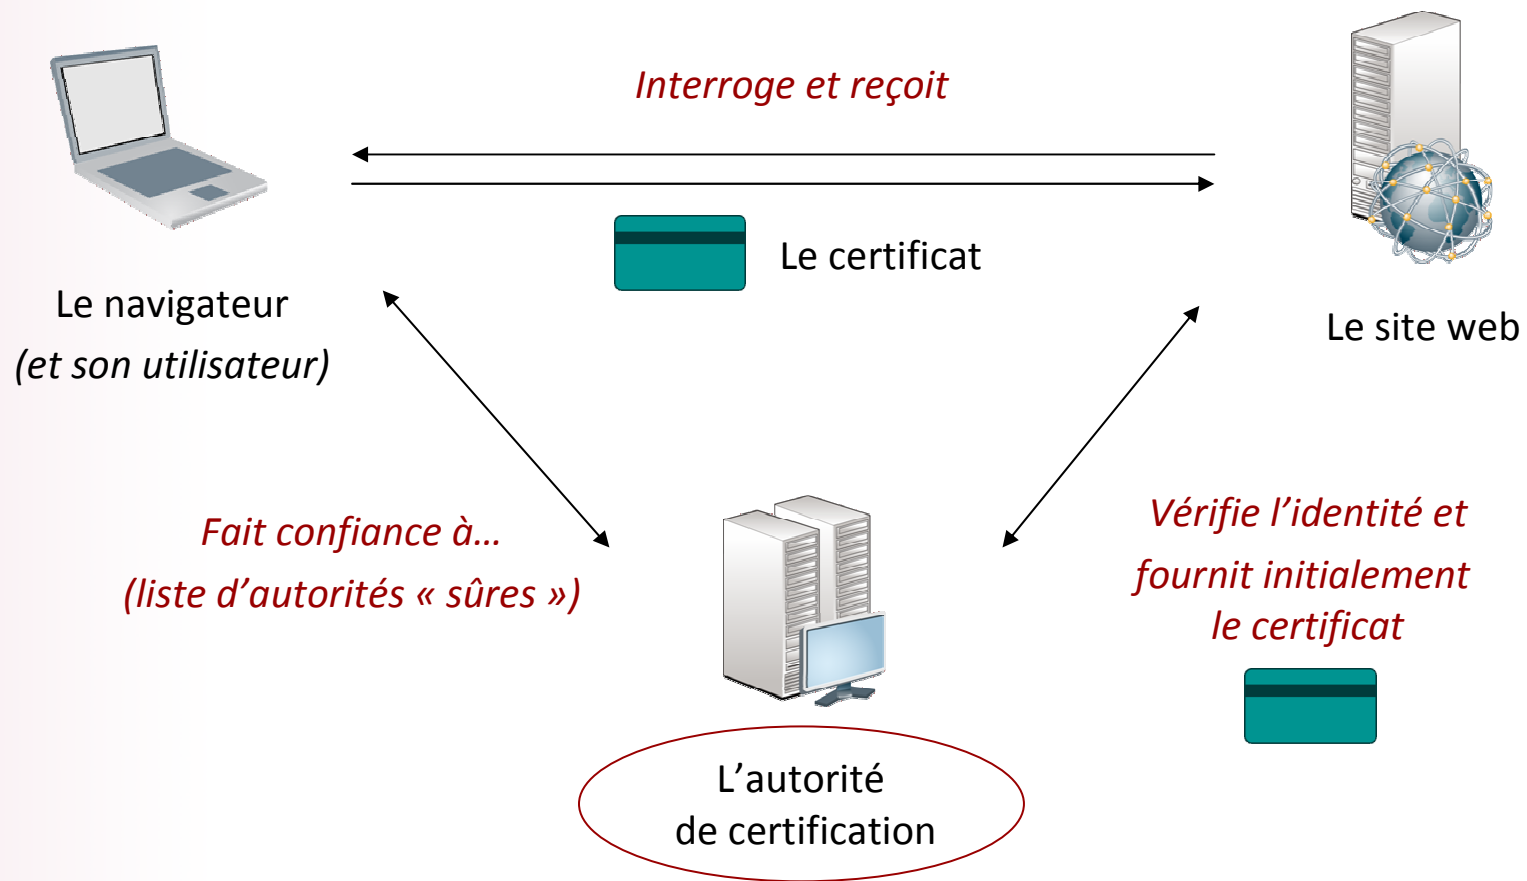 Interroge et reçoit
Le certificat
Le navigateur
(et son utilisateur)
Le site web
Fait confiance à…
(liste d’autorités « sûres »)
Vérifie l’identité et
fournit initialement
le certificat
L’autorité
de certification